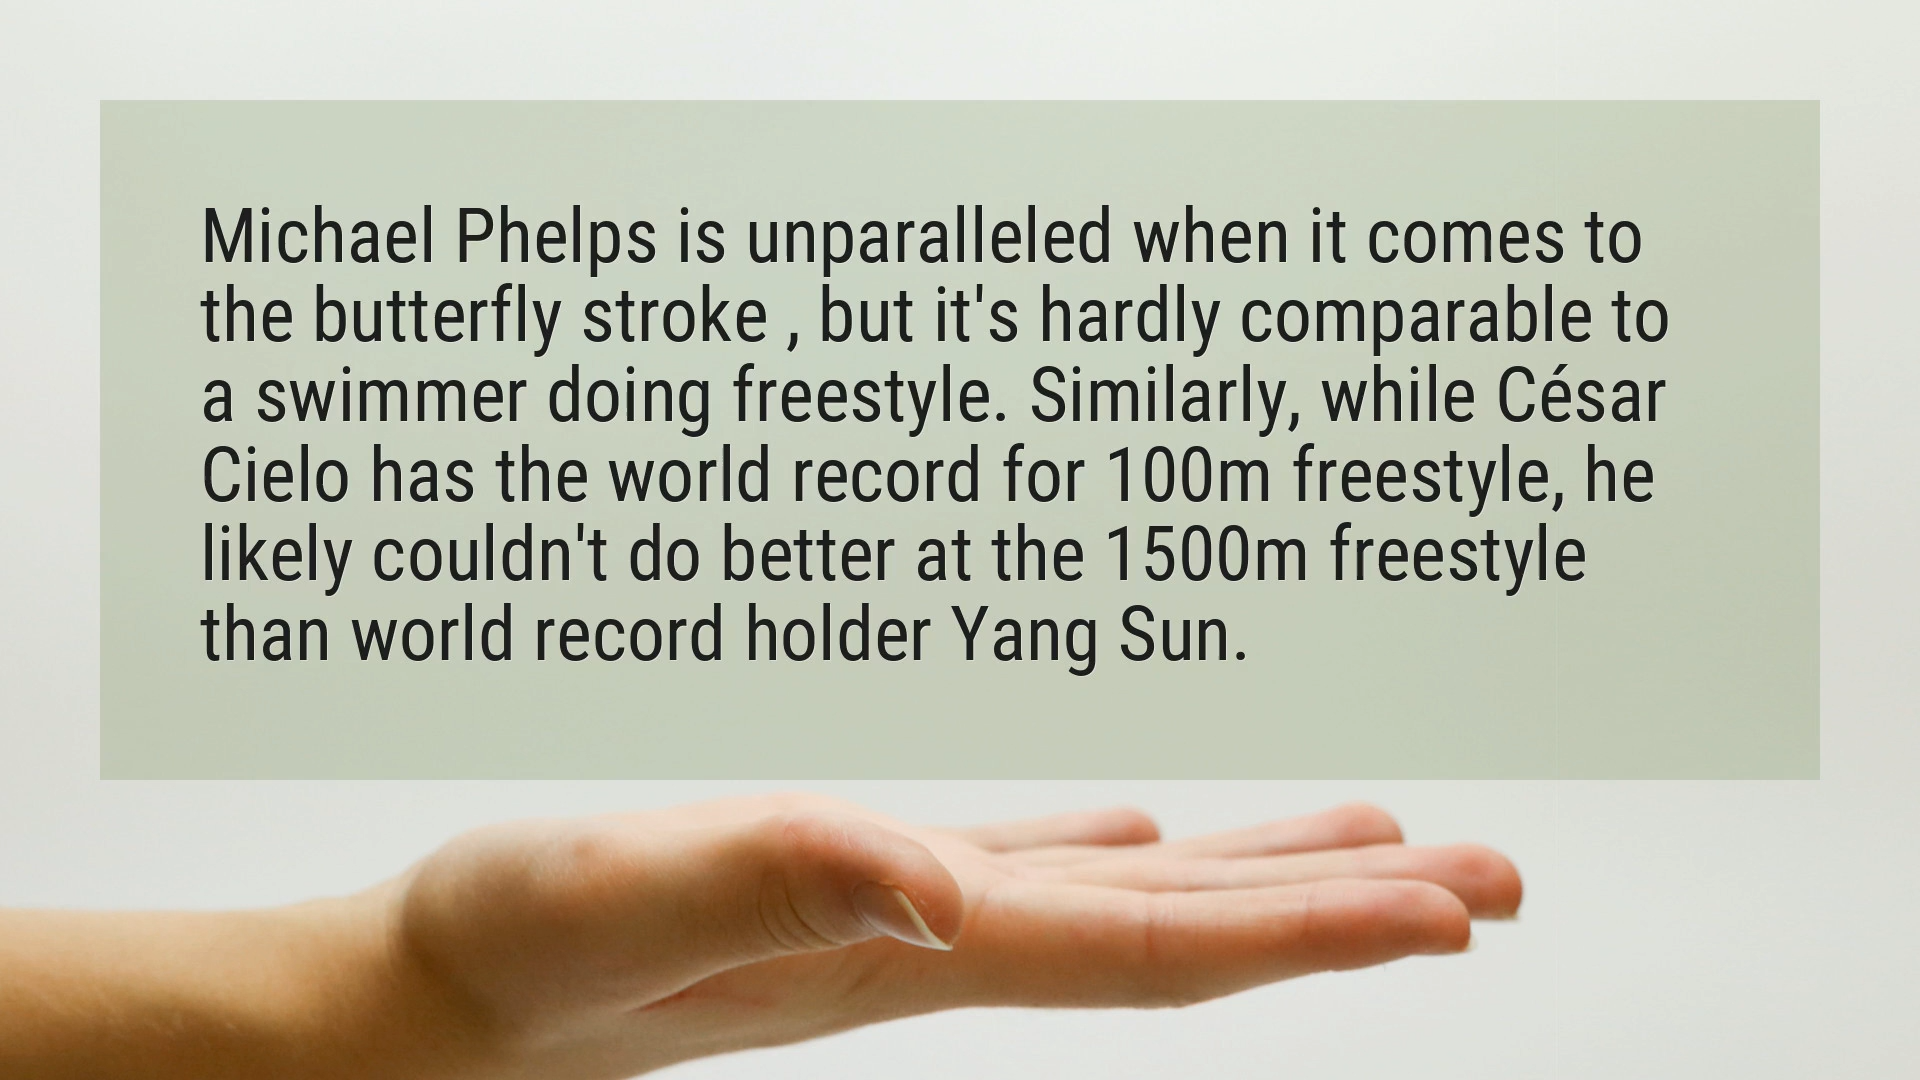 Michael Phelps is unparalleled when it comes to
the butterfly stroke , but it's hardly comparable to
a swimmer doing freestyle. Similarly, while César
Cielo has the world record for 100m freestyle, he
likely couldn't do better at the 1500m freestyle
than world record holder Yang Sun.